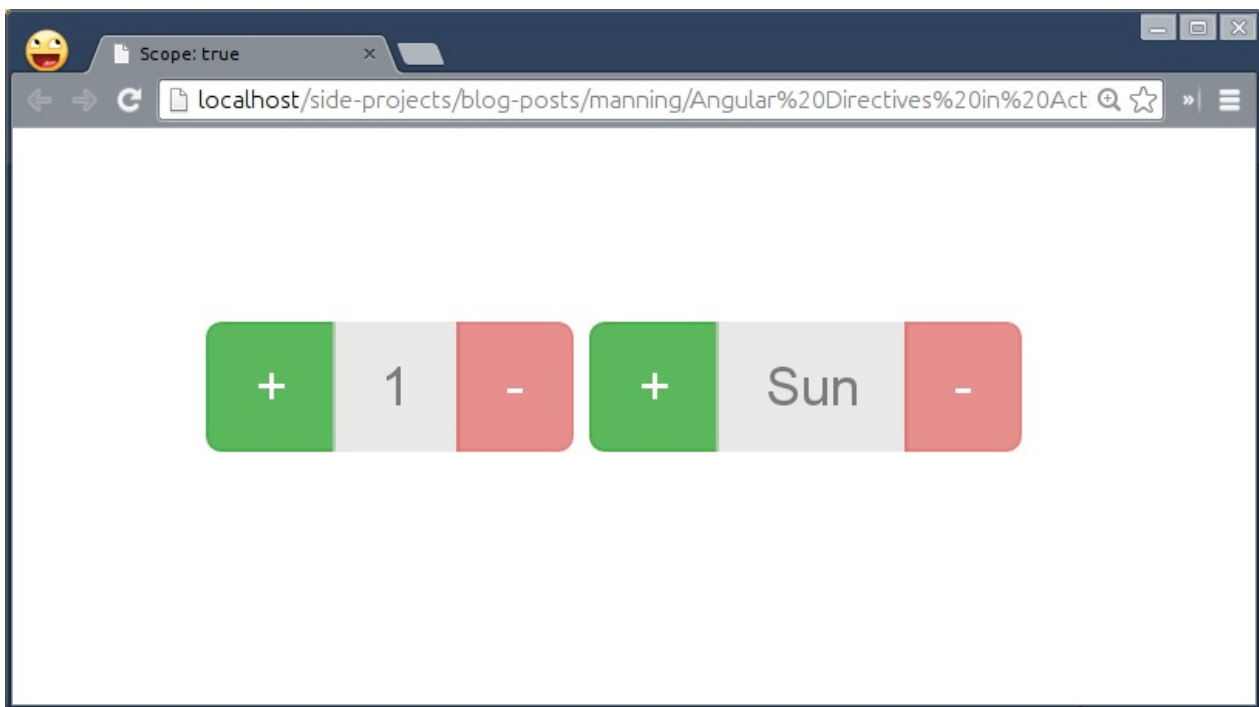 Scope: true
localhost/side-projects/blog-posts/manning/Angular%20Directives%20in%20Act
+ 1 - + Sun -